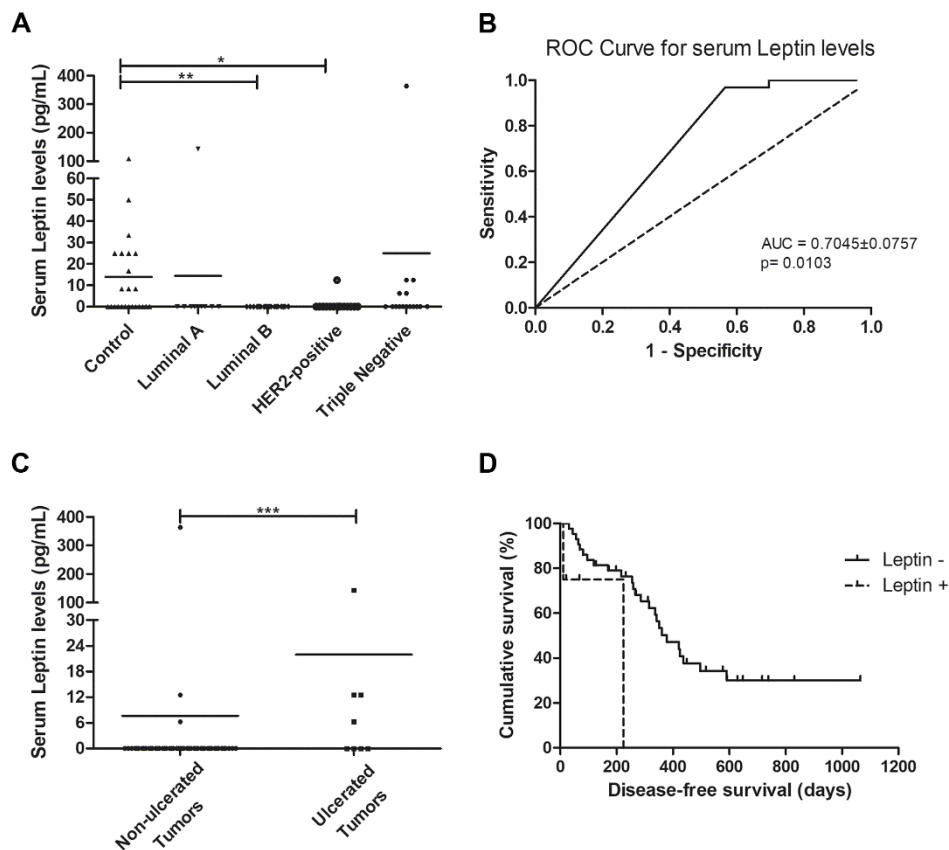 A
Serum Leptin levels (pg/mL)
400
300
200
100
60
50
40
30
20
10
0
*
**
Control
Luminal A
Luminal B
HER2-positive
Triple Negative
B
ROC Curve for serum Leptin levels
Sensitivity
1.0
0.8
0.6
0.4
0.2
0.0
AUC = 0.7045±0.0757
p= 0.0103
0.0 0.2 0.4 0.6 0.8 1.0
1 - Specificity
C
Serum Leptin levels (pg/mL)
400
300
200
100
30
24
18
12
6
0
***
Non-ulcerated
Tumors
Ulcerated
Tumors
D
Cumulative survival (%)
100
80
60
40
20
0
Leptin -
Leptin +
0 200 400 600 800 1000 1200
Disease-free survival (days)